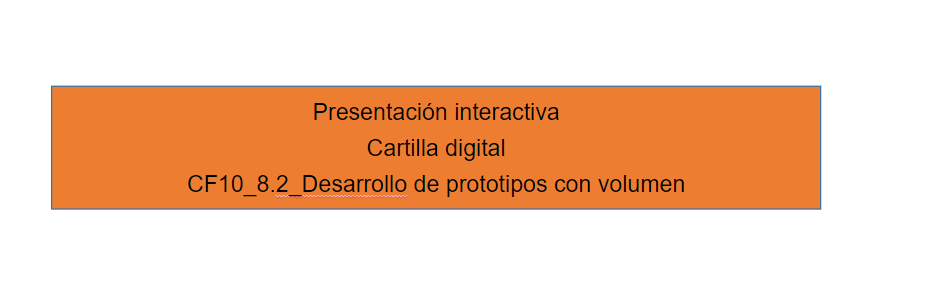 Presentación interactiva
Cartilla digital
CF10_8.2_Desarrollo de prototipos con volumen